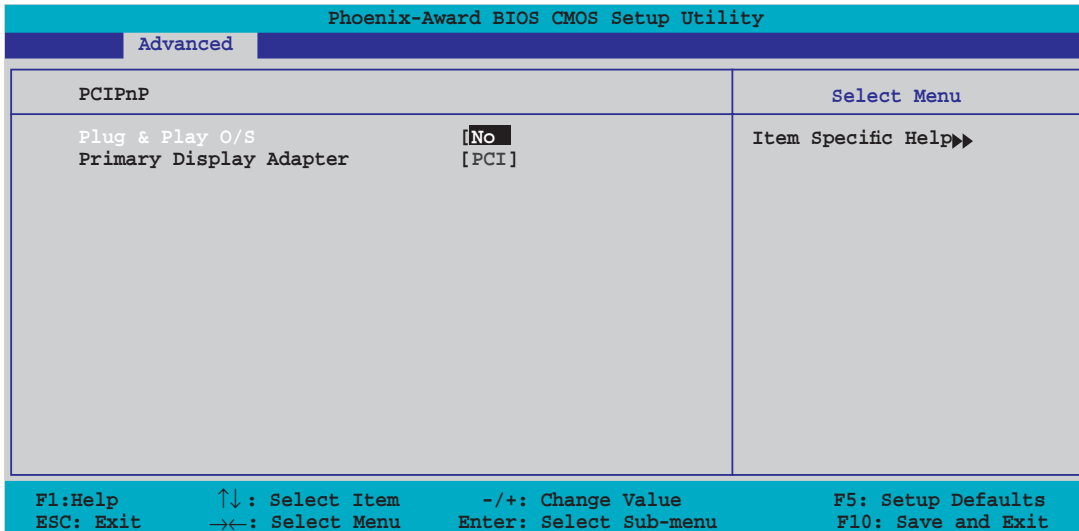 Phoenix-Award BIOS CMOS Setup Utility
Advanced
PCIPnP
Select Menu
Plug & Play O/S [No
Item Specific Help▶▶
Primary Display Adapter [PCI]
F1:Help ↑↓: Select Item -/+: Change Value F5: Setup Defaults
ESC: Exit →←: Select Menu Enter: Select Sub-menu F10: Save and Exit